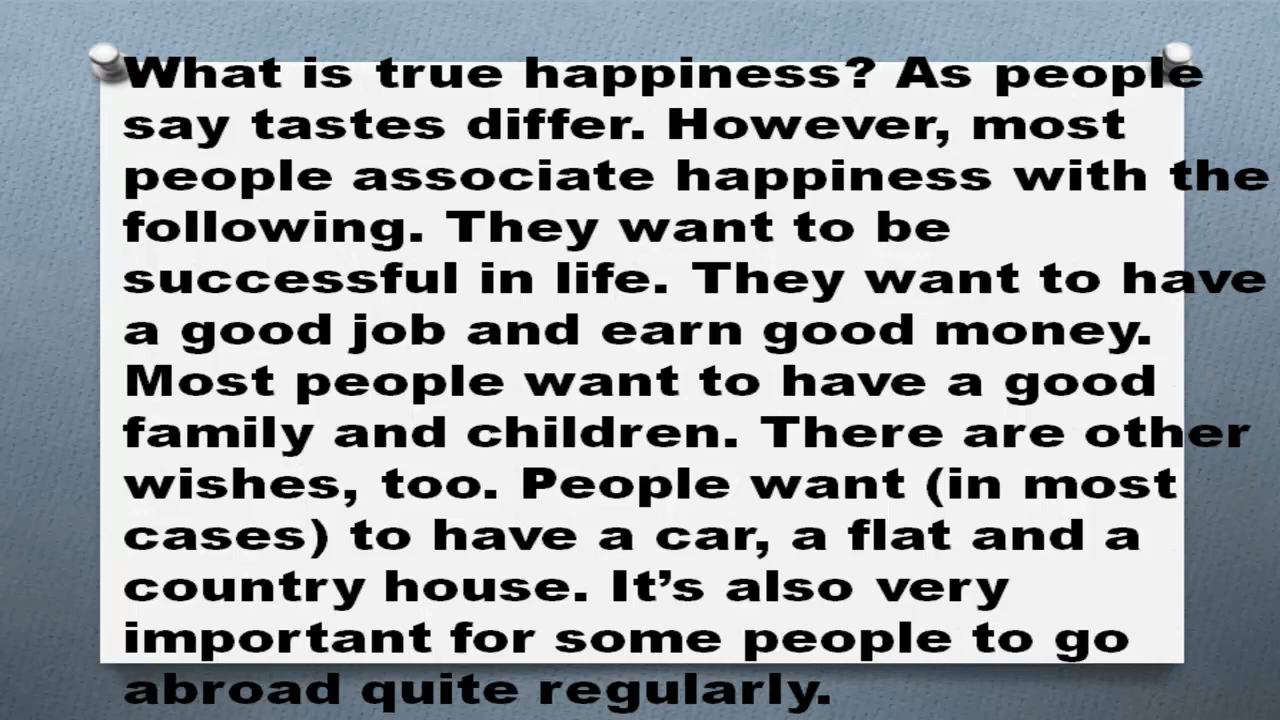 What is true happiness? As people
say tastes differ. However, most
people associate happiness with the
following. They want to be
successful in life. They want to have
a good job and earn good money.
Most people want to have a good
family and children. There are other
wishes, too. People want (in most
cases) to have a car, a flat and a
country house. It’s also very
important for some people to go
abroad quite regularly.